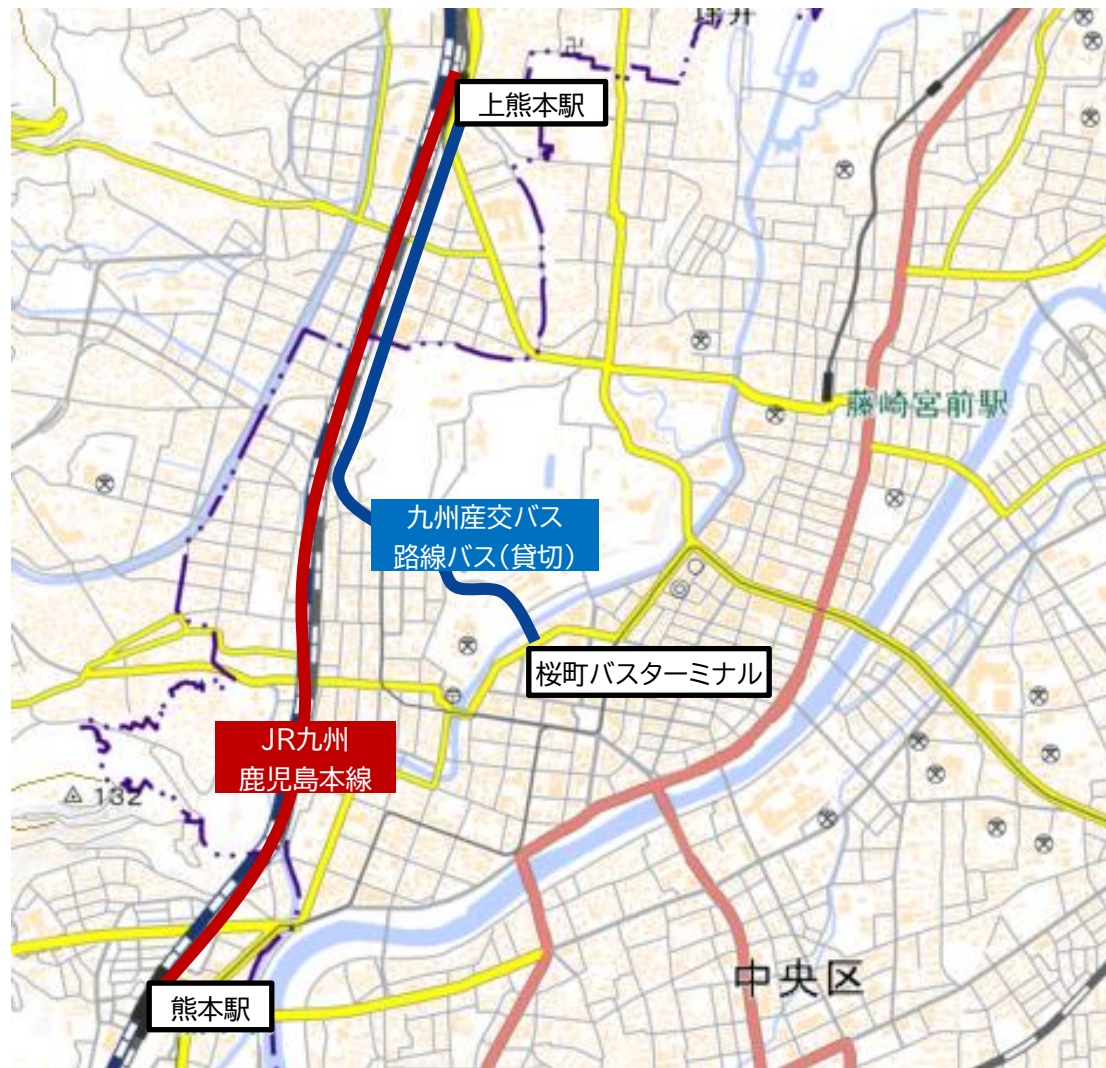 上熊本駅
藤崎宮前駅
九州産交バス
路線バス(貸切)
桜町バスターミナル
JR九州
鹿児島本線
132
中央区
熊本駅